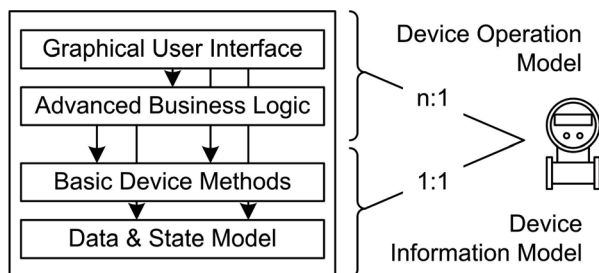 Graphical User Interface
Advanced Business Logic
Basic Device Methods
Data & State Model
Device Operation
Model
n:1
1:1
Device
Information Model